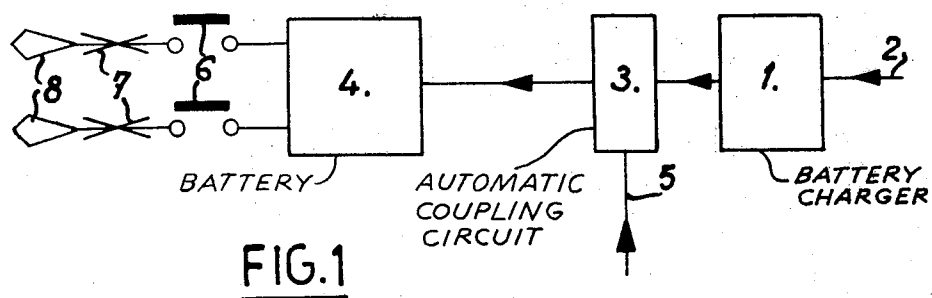 8
7
6
4.
3.
1.
2
5
BATTERY
AUTOMATIC
COUPLING
CIRCUIT
BATTERY
CHARGER
FIG.1